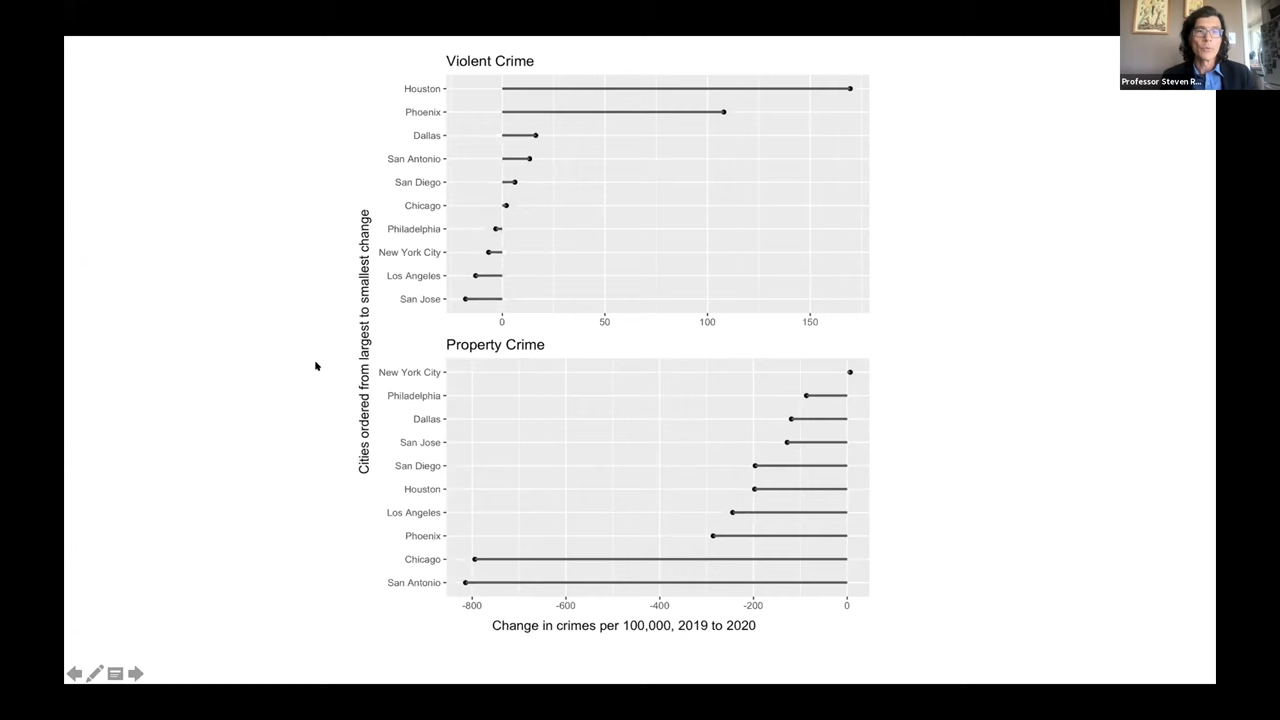 Professor Steven R...
Violent Crime
Houston
Phoenix
Dallas
San Antonio
San Diego
Chicago
Philadelphia
New York City
Los Angeles
San Jose
0 50 100 150
Cities ordered from largest to smallest change
Property Crime
New York City
Philadelphia
Dallas
San Jose
San Diego
Houston
Los Angeles
Phoenix
Chicago
San Antonio
-800 -600 -400 -200 0
Change in crimes per 100,000, 2019 to 2020